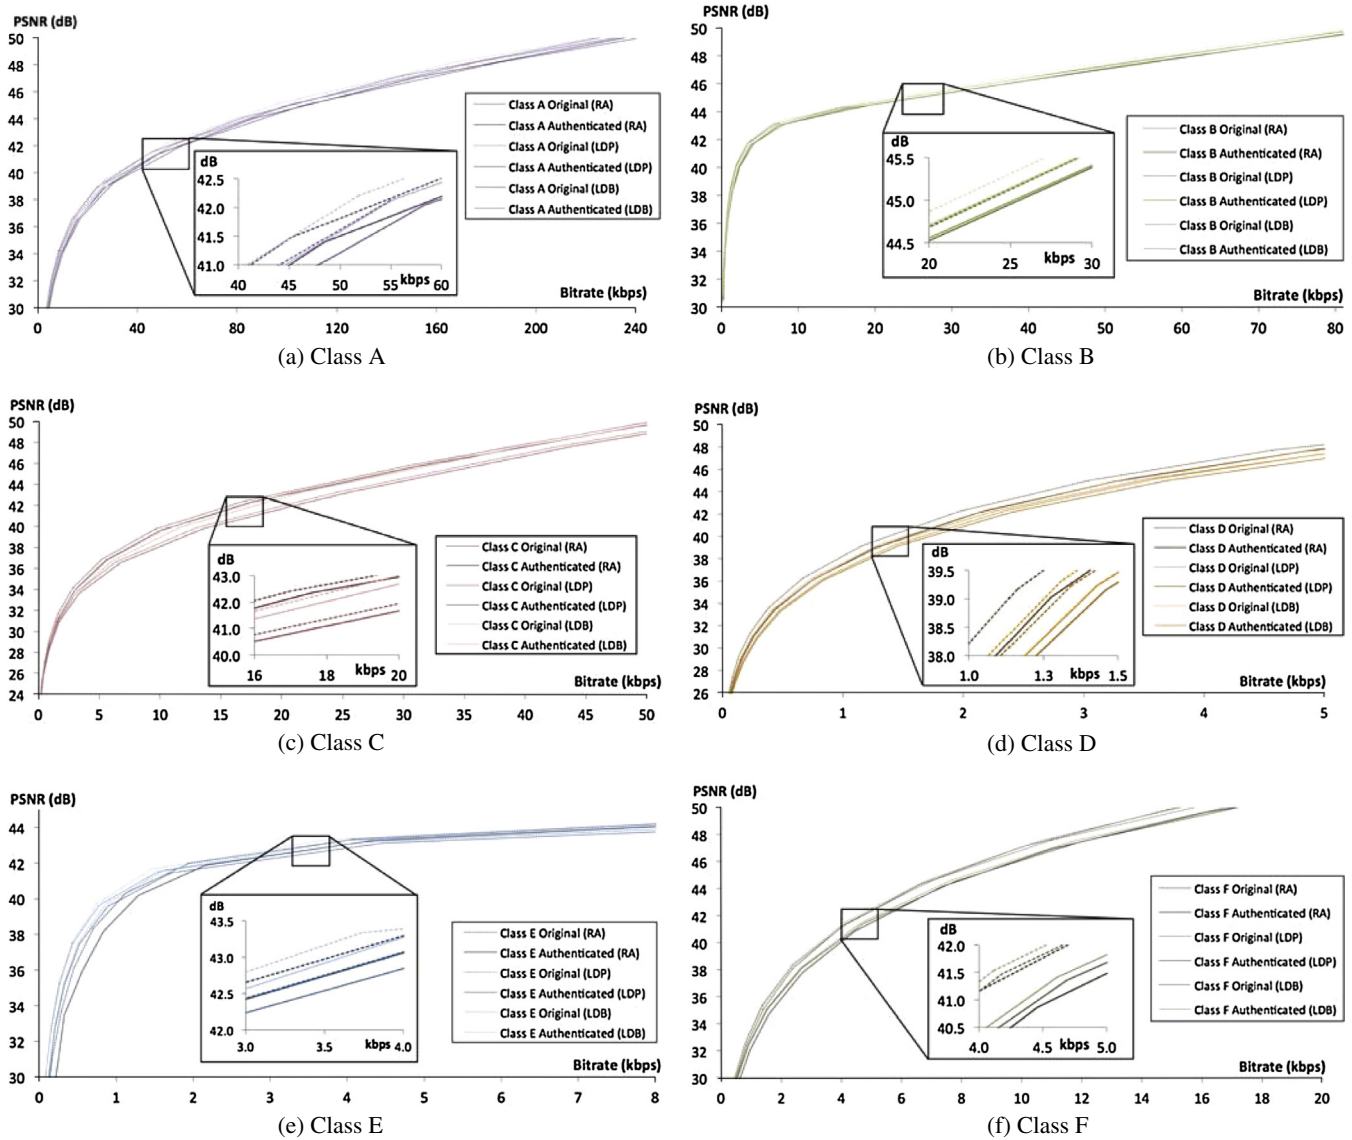 PSNR (dB)
50
48
46
44
42
40
38
36
34
32
30
0
40
80
120
160
200
240
Bitrate (kbps)
Class A Original (RA)
Class A Authenticated (RA)
Class A Original (LDP)
Class A Authenticated (LDP)
Class A Original (LDB)
Class A Authenticated (LDB)
dB
42.5
42.0
41.5
41.0
40
45
50
55
60
kbps
(a) Class A
PSNR (dB)
50
48
46
44
42
40
38
36
34
32
30
0
10
20
30
40
50
60
70
80
Bitrate (kbps)
Class B Original (RA)
Class B Authenticated (RA)
Class B Original (LDP)
Class B Authenticated (LDP)
Class B Original (LDB)
Class B Authenticated (LDB)
dB
45.5
45.0
44.5
20
25
30
kbps
(b) Class B
PSNR (dB)
50
48
46
44
42
40
38
36
34
32
30
28
26
24
0
5
10
15
20
25
30
35
40
45
50
Bitrate (kbps)
Class C Original (RA)
Class C Authenticated (RA)
Class C Original (LDP)
Class C Authenticated (LDP)
Class C Original (LDB)
Class C Authenticated (LDB)
dB
43.0
42.0
41.0
40.0
16
18
20
kbps
(c) Class C
PSNR (dB)
50
48
46
44
42
40
38
36
34
32
30
28
26
0
1
2
3
4
5
Bitrate (kbps)
Class D Original (RA)
Class D Authenticated (RA)
Class D Original (LDP)
Class D Authenticated (LDP)
Class D Original (LDB)
Class D Authenticated (LDB)
dB
39.5
39.0
38.5
38.0
1.0
1.3
1.5
kbps
(d) Class D
PSNR (dB)
44
42
40
38
36
34
32
30
0
1
2
3
4
5
6
7
8
Bitrate (kbps)
Class E Original (RA)
Class E Authenticated (RA)
Class E Original (LDP)
Class E Authenticated (LDP)
Class E Original (LDB)
Class E Authenticated (LDB)
dB
43.5
43.0
42.5
42.0
3.0
3.5
4.0
kbps
(e) Class E
PSNR (dB)
50
48
46
44
42
40
38
36
34
32
30
0
2
4
6
8
10
12
14
16
18
20
Bitrate (kbps)
Class F Original (RA)
Class F Authenticated (RA)
Class F Original (LDP)
Class F Authenticated (LDP)
Class F Original (LDB)
Class F Authenticated (LDB)
dB
42.0
41.5
41.0
40.5
4.0
4.5
5.0
kbps
(f) Class F